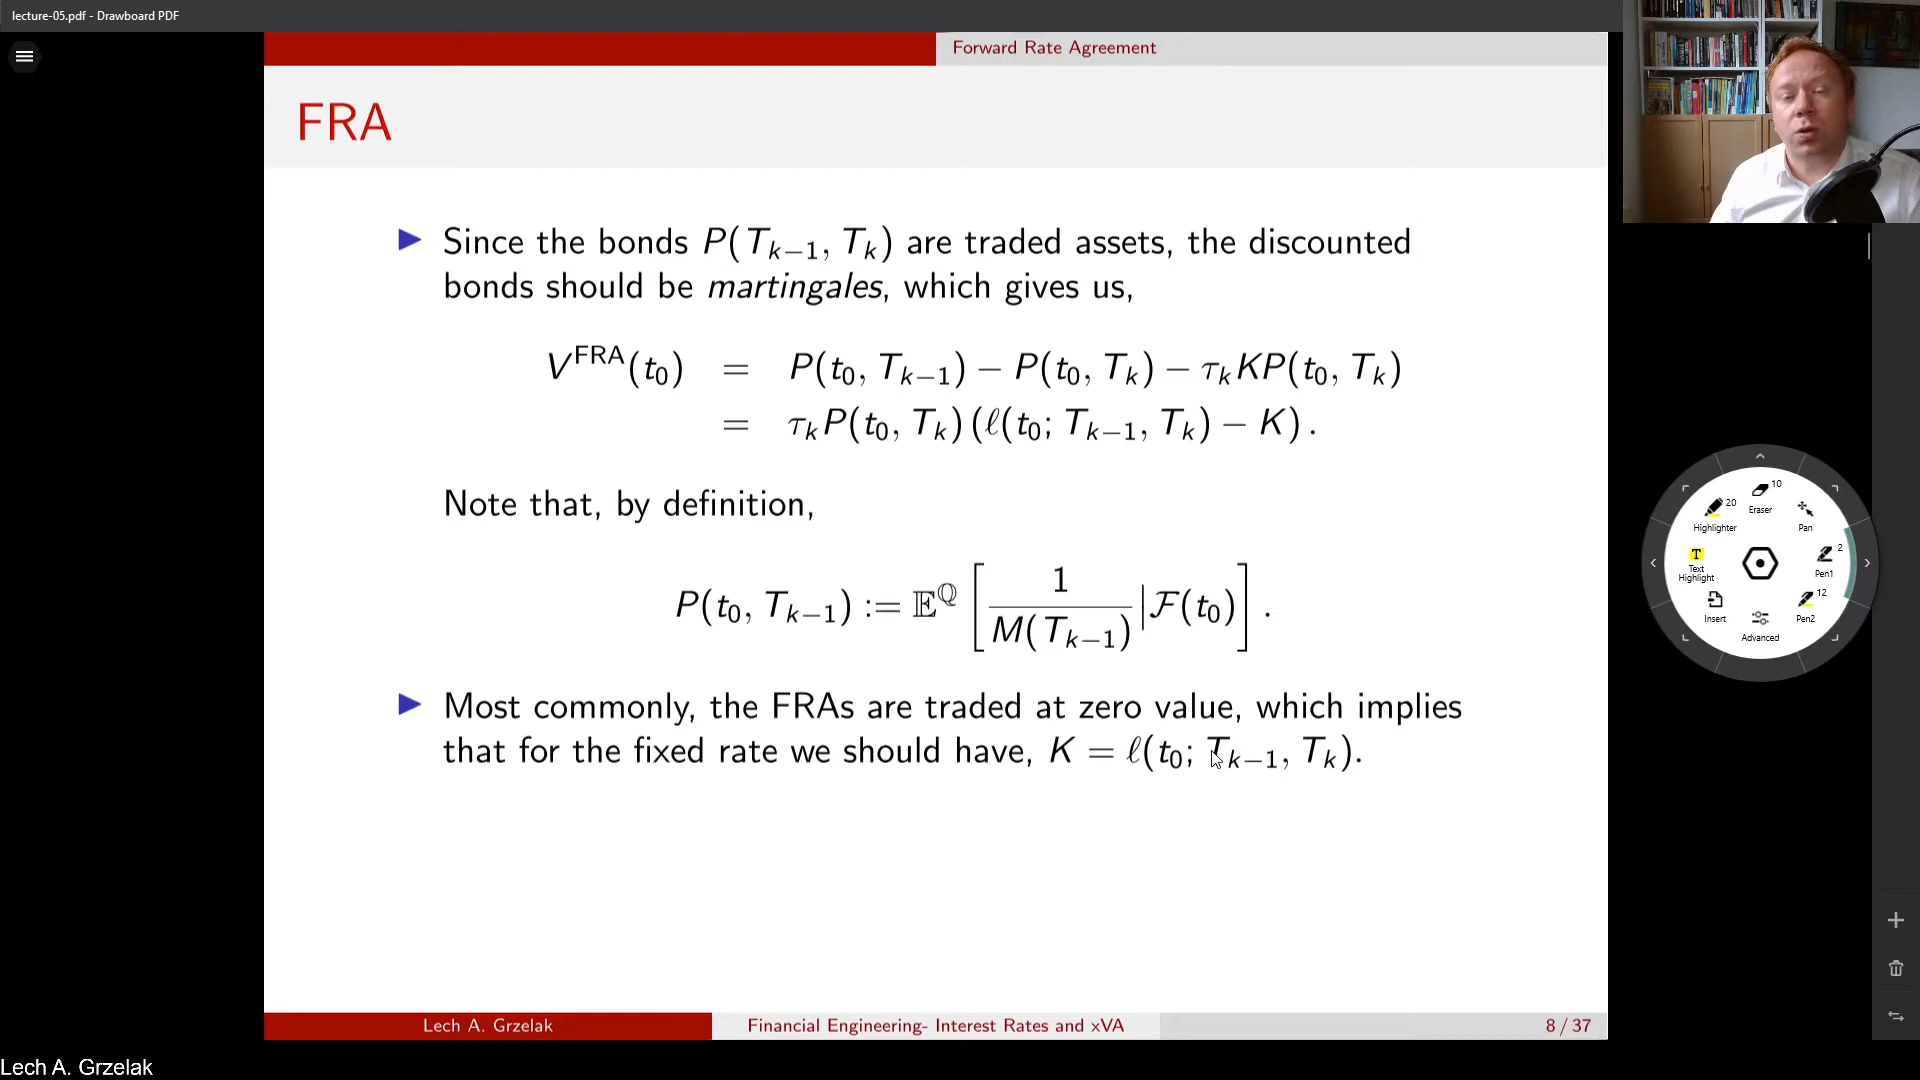 lecture-05.pdf - Drawboard PDF
Forward Rate Agreement
FRA
Since the bonds P(T_{k−1}, T_k) are traded assets, the discounted
bonds should be martingales, which gives us,
V^{FRA}(t_0) = P(t_0, T_{k−1}) − P(t_0, T_k) − τ_k KP(t_0, T_k)
= τ_k P(t_0, T_k) (ℓ(t_0; T_{k−1}, T_k) − K) .
Note that, by definition,
P(t_0, T_{k−1}) := 𝔼^ℚ [ 1 / M(T_{k−1}) | ℱ(t_0) ] .
Most commonly, the FRAs are traded at zero value, which implies
that for the fixed rate we should have, K = ℓ(t_0; T_{k−1}, T_k).
10
Eraser
20
Highlighter
Pan
T
Text
Highlight
2
Pen1
Insert
12
Pen2
Advanced
Lech A. Grzelak
Financial Engineering- Interest Rates and xVA
8 / 37
Lech A. Grzelak